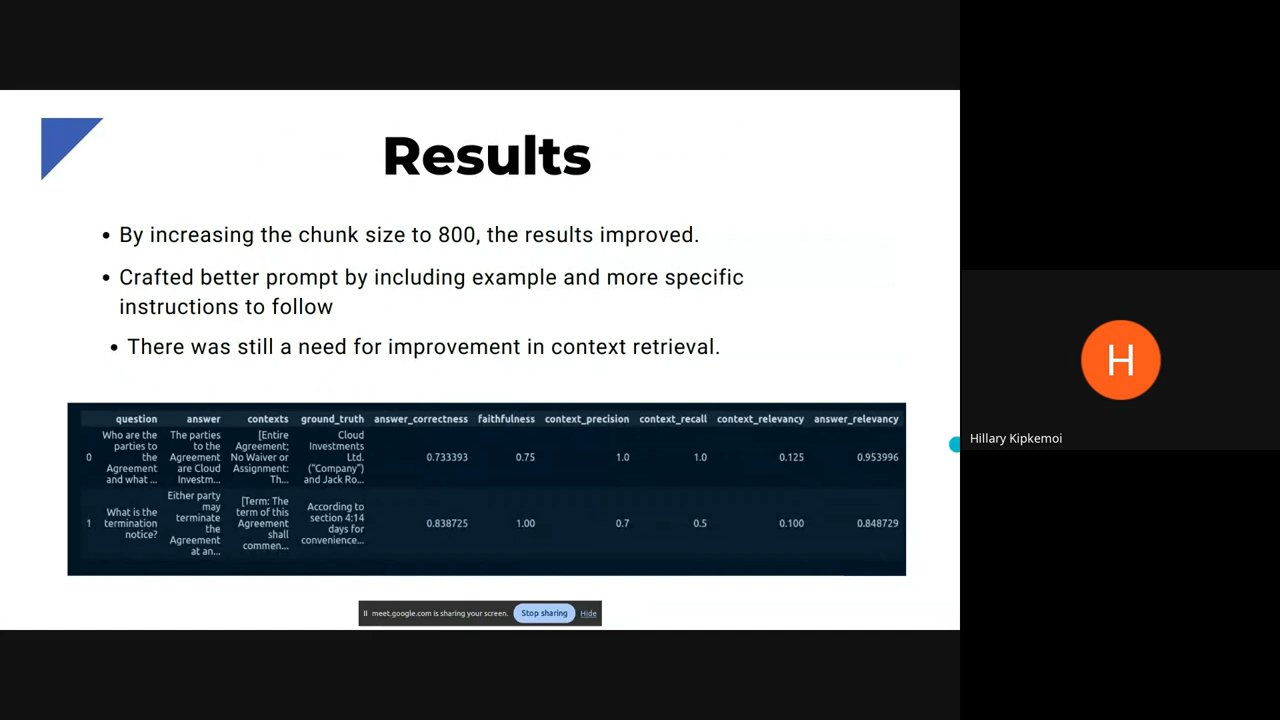 Results
• By increasing the chunk size to 800, the results improved.
• Crafted better prompt by including example and more specific
instructions to follow
• There was still a need for improvement in context retrieval.
question answer contexts ground_truth answer_correctness faithfulness context_precision context_recall context_relevancy answer_relevancy
0
Who are the
parties to
the
Agreement
and what ...
The parties
to the
Agreement
are Cloud
Investm...
[Entire
Agreement;
No Waiver or
Assignment:
Th...
Cloud
Investments
Ltd.
("Company")
and Jack Ro...
0.733393 0.75 1.0 1.0 0.125 0.953996
1
What is the
termination
notice?
Either party
may
terminate
the
Agreement
at an...
[Term: The
term of this
Agreement
shall
commen...
According to
section 4:14
days for
convenience...
0.838725 1.00 0.7 0.5 0.100 0.848729
meet.google.com is sharing your screen. Stop sharing Hide
H
Hillary Kipkemoi